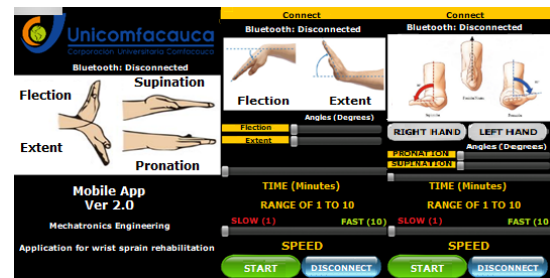 Unicomfacauca
Corporación Universitaria Comfacauca
Bluetooth: Disconnected
Flection
Supination
Extent
Pronation
Mobile App
Ver 2.0
Mechatronics Engineering
Application for wrist sprain rehabilitation
Connect
Bluetooth: Disconnected
Flection
Extent
Angles (Degrees)
Flection
Extent
TIME (Minutes)
RANGE OF 1 TO 10
SLOW (1)
FAST (10)
SPEED
START
DISCONNECT
Connect
Bluetooth: Disconnected
RIGHT HAND
LEFT HAND
Angles (Degrees)
PRONATION
SUPINATION
TIME (Minutes)
RANGE OF 1 TO 10
SLOW (1)
FAST (10)
SPEED
START
DISCONNECT